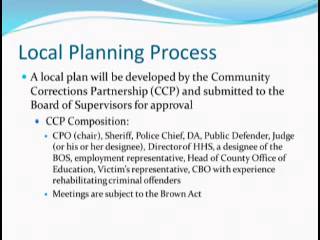 Local Planning Process
A local plan will be developed by the Community
Corrections Partnership (CCP) and submitted to the
Board of Supervisors for approval
CCP Composition:
CPO (chair), Sheriff, Police Chief, DA, Public Defender, Judge
(or his or her designee), Director of HHS, a designee of the
BOS, employment representative, Head of County Office of
Education, Victim's representative, CBO with experience
rehabilitating criminal offenders
Meetings are subject to the Brown Act